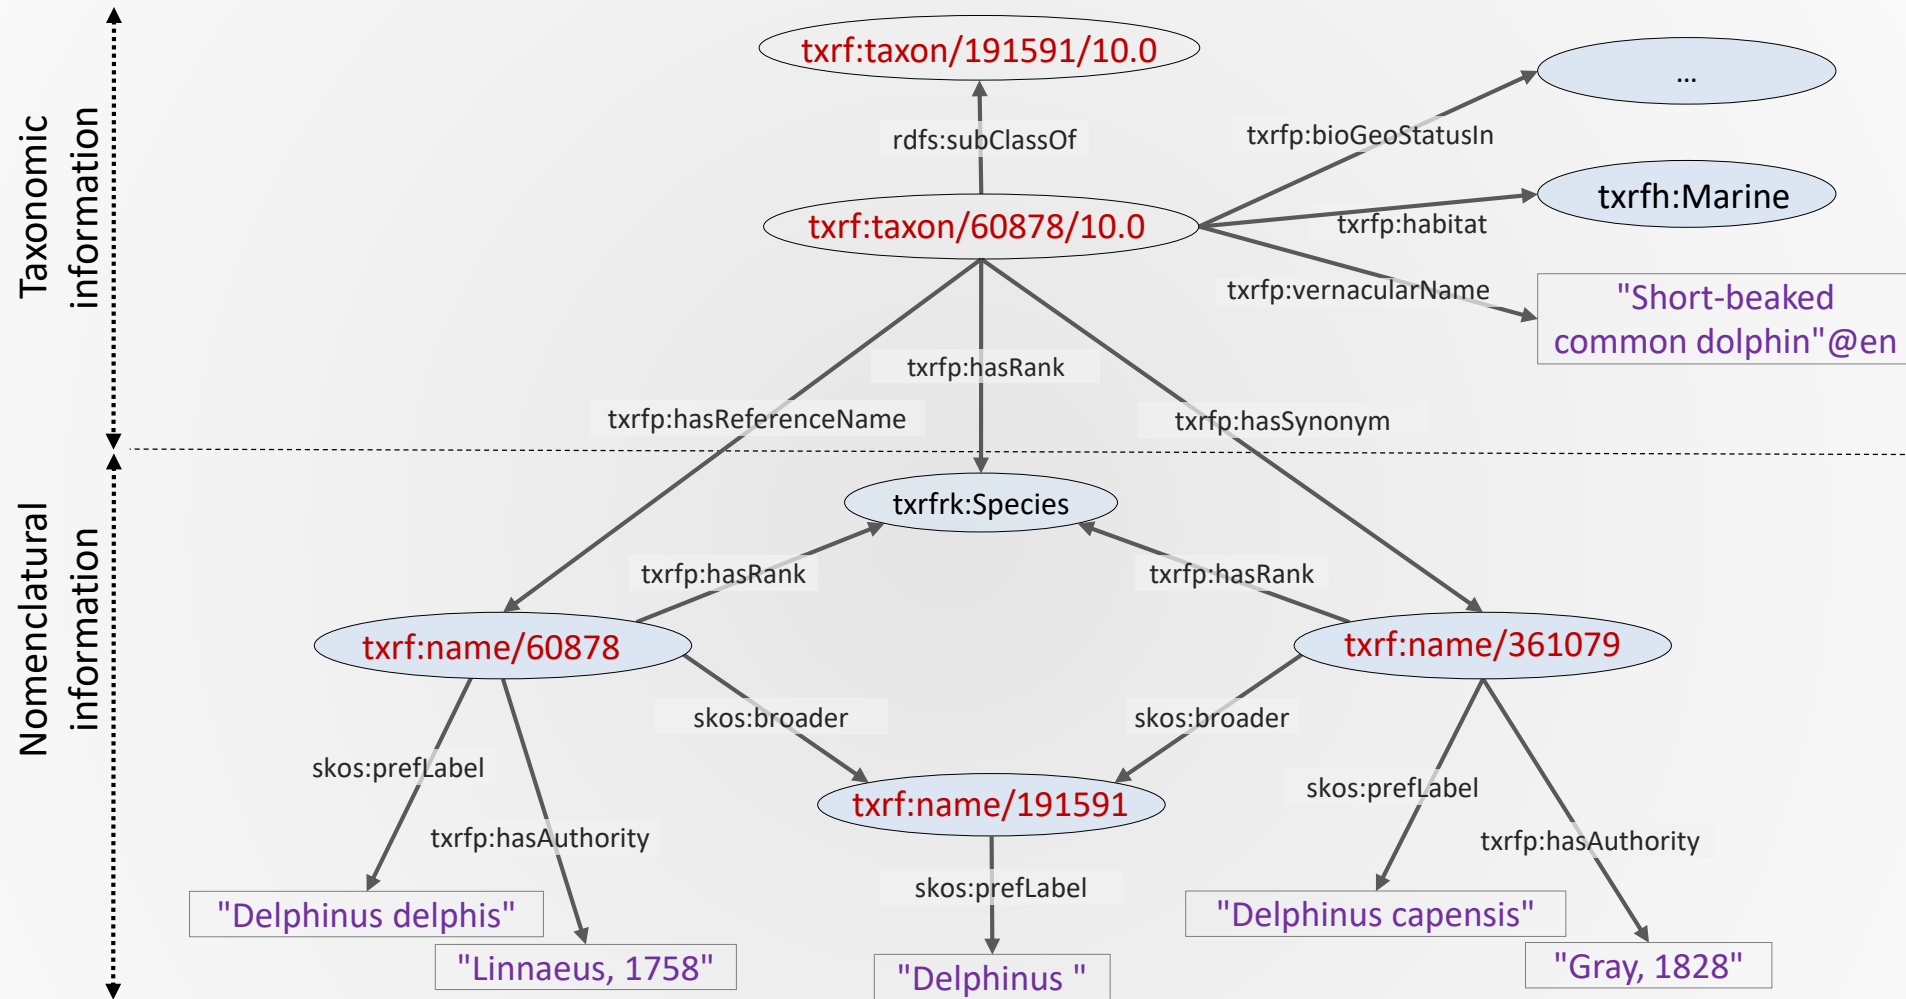 Taxonomic
information
Nomenclatural
information
txrf:taxon/191591/10.0
...
rdfs:subClassOf
txrfp:bioGeoStatusIn
txrfh:Marine
txrf:taxon/60878/10.0
txrfp:habitat
txrfp:vernacularName
"Short-beaked
common dolphin"@en
txrfp:hasRank
txrfp:hasReferenceName
txrfp:hasSynonym
txrfrk:Species
txrfp:hasRank
txrfp:hasRank
txrf:name/60878
txrf:name/361079
skos:broader
skos:broader
skos:prefLabel
skos:prefLabel
txrf:name/191591
txrfp:hasAuthority
txrfp:hasAuthority
skos:prefLabel
"Delphinus delphis"
"Delphinus capensis"
"Linnaeus, 1758"
"Delphinus "
"Gray, 1828"